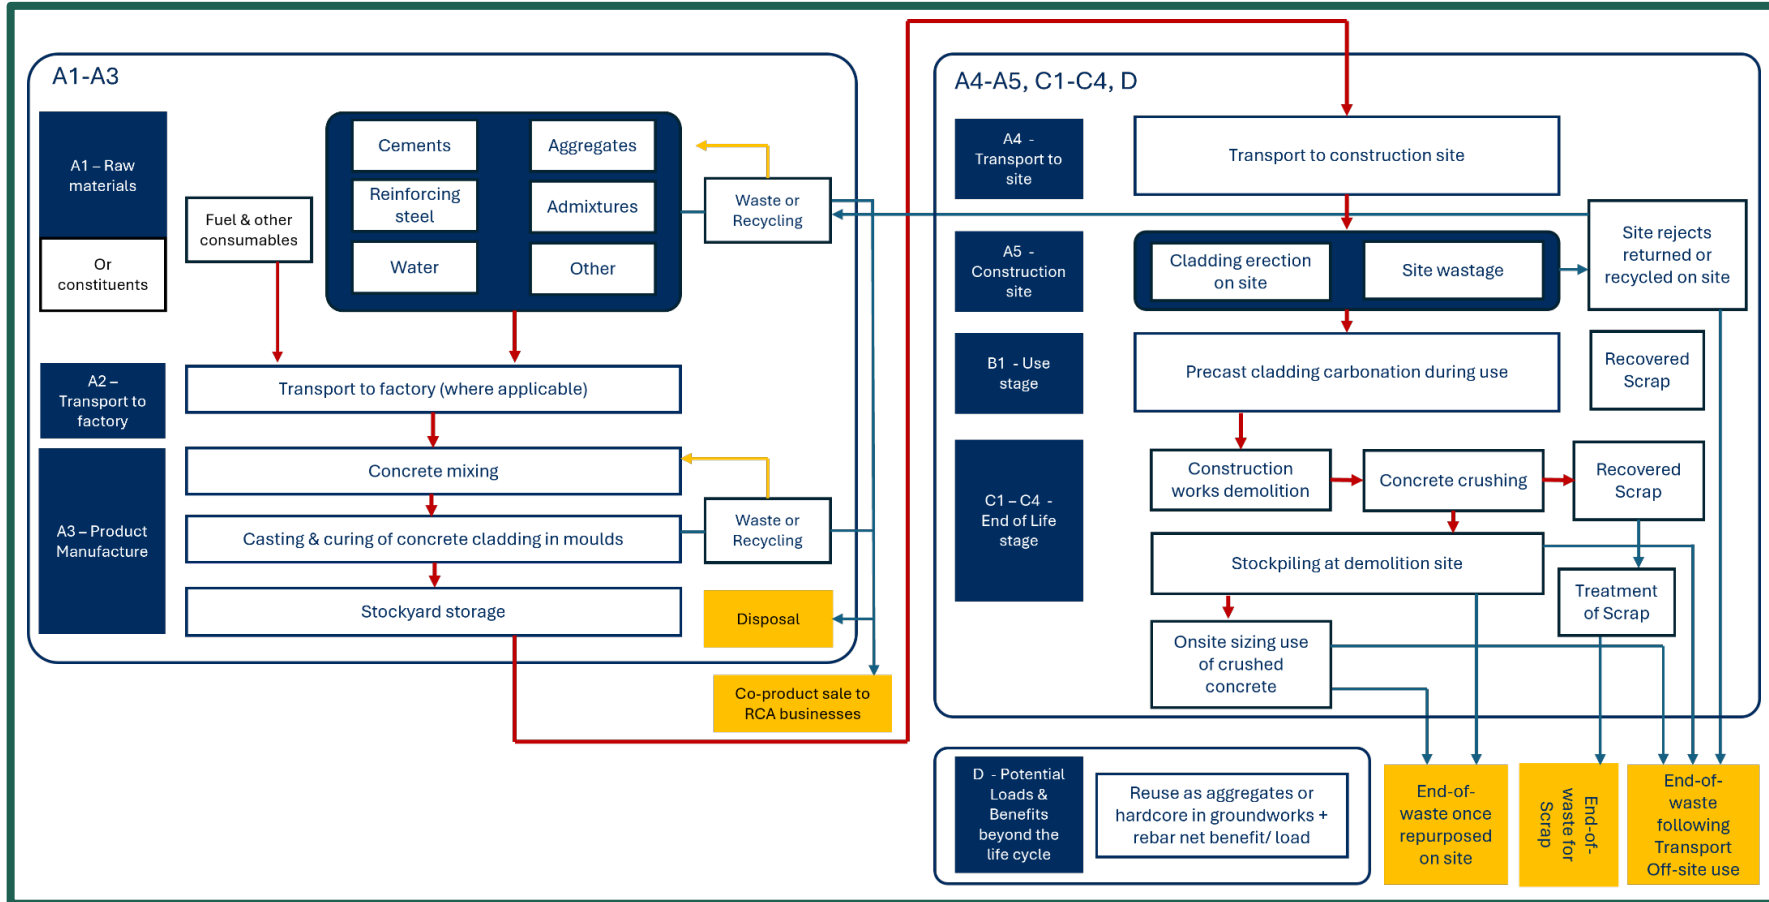 A1-A3
A1 – Raw
materials
Or
constituents
Fuel & other
consumables
Cements
Aggregates
Reinforcing
steel
Admixtures
Water
Other
Waste or
Recycling
A2 –
Transport to
factory
Transport to factory (where applicable)
A3 – Product
Manufacture
Concrete mixing
Casting & curing of concrete cladding in moulds
Waste or
Recycling
Stockyard storage
Disposal
Co-product sale to
RCA businesses
A4-A5, C1-C4, D
A4 -
Transport to
site
Transport to construction site
A5 -
Construction
site
Cladding erection
on site
Site wastage
Site rejects
returned or
recycled on site
B1 - Use
stage
Precast cladding carbonation during use
Recovered
Scrap
C1 – C4 -
End of Life
stage
Construction
works demolition
Concrete crushing
Recovered
Scrap
Stockpiling at demolition site
Treatment
of Scrap
Onsite sizing use
of crushed
concrete
D - Potential
Loads &
Benefits
beyond the
life cycle
Reuse as aggregates or
hardcore in groundworks +
rebar net benefit/ load
End-of-
waste once
repurposed
on site
End-of-
waste for
Scrap
End-of-
waste
following
Transport
Off-site use